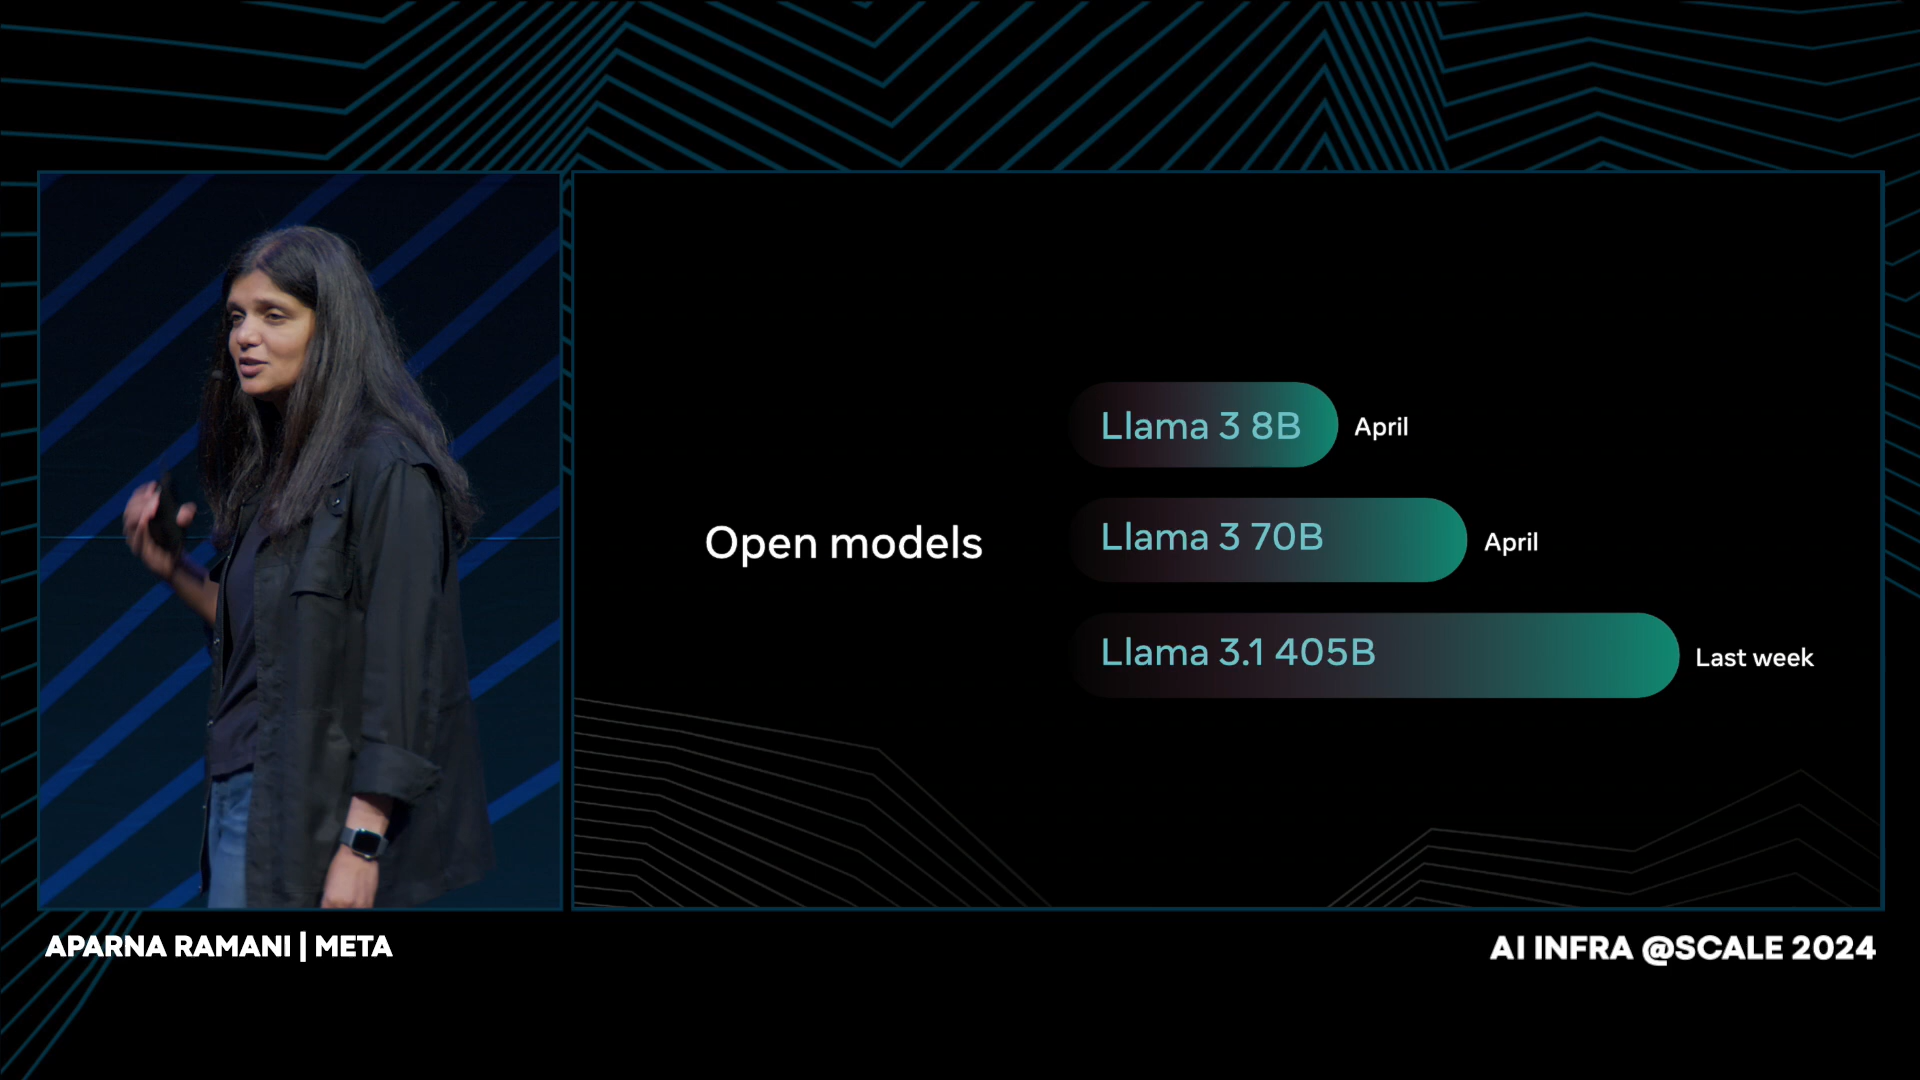 Open models
Llama 3 8B April
Llama 3 70B April
Llama 3.1 405B Last week
APARNA RAMANI | META
AI INFRA @SCALE 2024